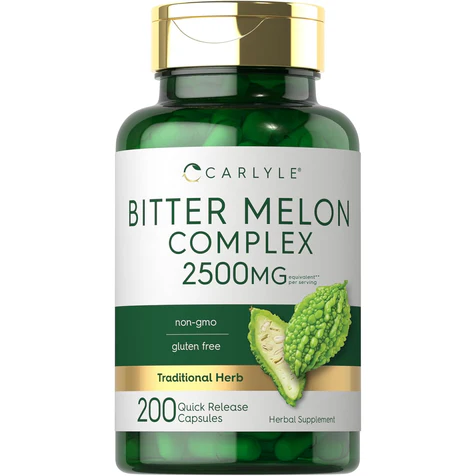 CARLYLE®
BITTER MELON
COMPLEX
2500MG equivalent**
per serving
non-gmo
gluten free
Traditional Herb
200 Quick Release
Capsules
Herbal Supplement